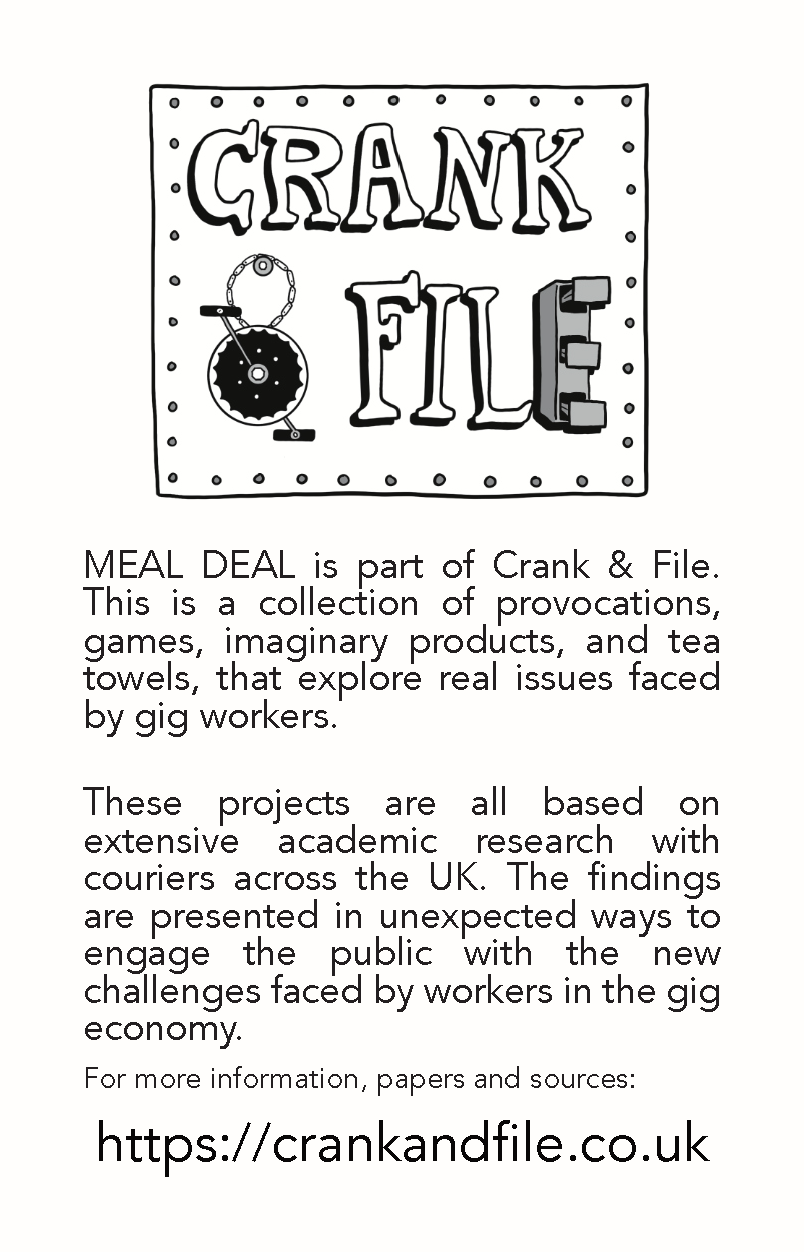 CRANK
& FILE
MEAL DEAL is part of Crank & File.
This is a collection of provocations,
games, imaginary products, and tea
towels, that explore real issues faced
by gig workers.
These projects are all based on
extensive academic research with
couriers across the UK. The findings
are presented in unexpected ways to
engage the public with the new
challenges faced by workers in the gig
economy.
For more information, papers and sources:
https://crankandfile.co.uk